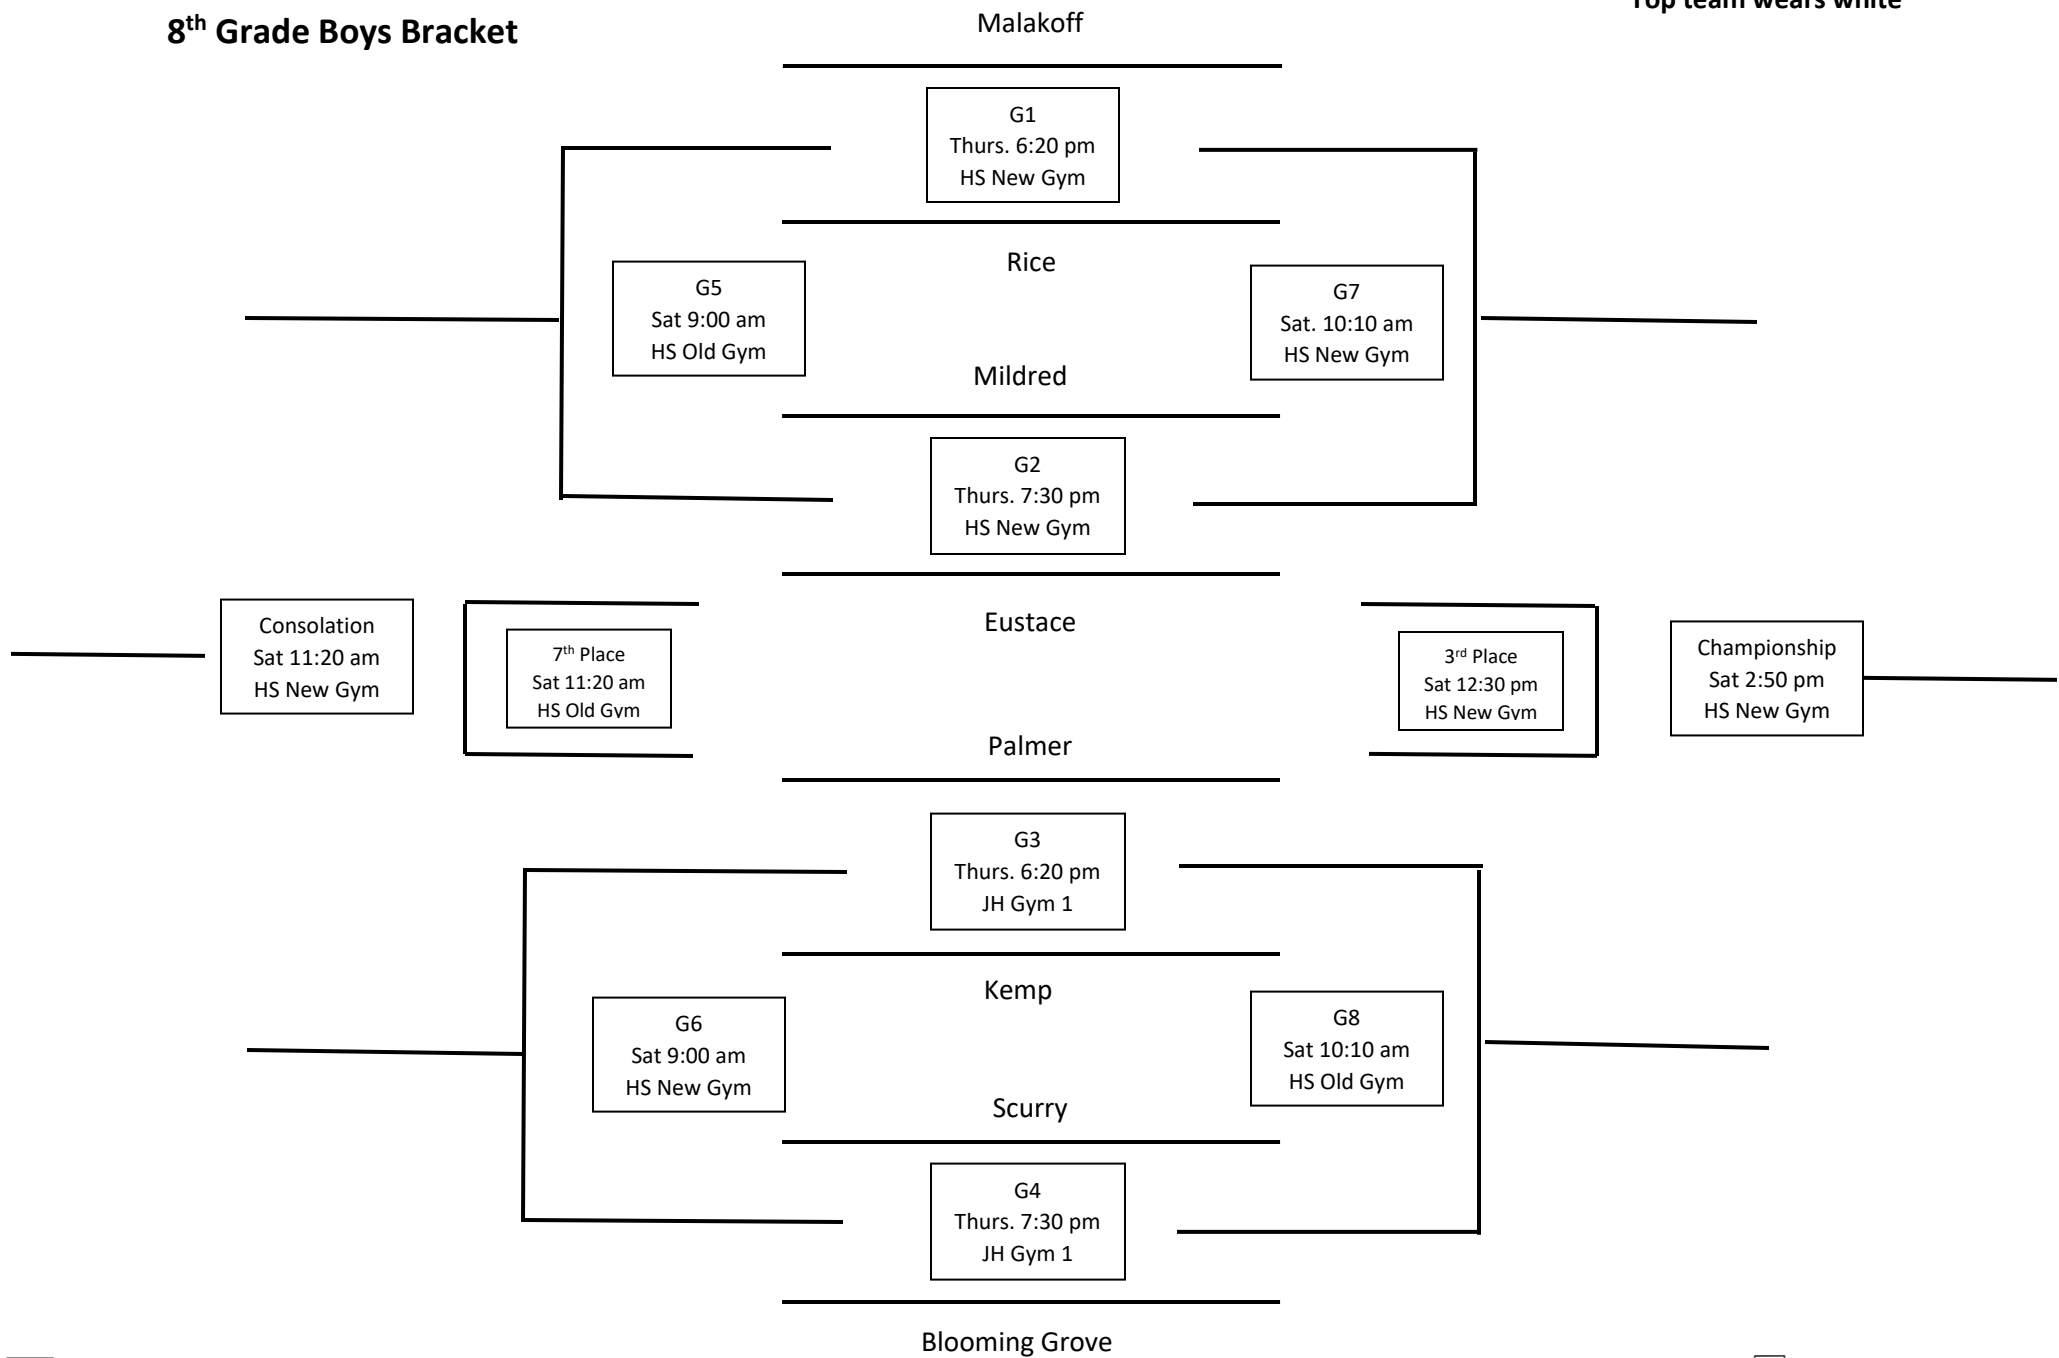 Top team wears white
8th Grade Boys Bracket
Malakoff
G1
Thurs. 6:20 pm
HS New Gym
Rice
G5
Sat 9:00 am
HS Old Gym
G7
Sat. 10:10 am
HS New Gym
Mildred
G2
Thurs. 7:30 pm
HS New Gym
Eustace
Consolation
Sat 11:20 am
HS New Gym
7th Place
Sat 11:20 am
HS Old Gym
3rd Place
Sat 12:30 pm
HS New Gym
Championship
Sat 2:50 pm
HS New Gym
Palmer
G3
Thurs. 6:20 pm
JH Gym 1
Kemp
G6
Sat 9:00 am
HS New Gym
G8
Sat 10:10 am
HS Old Gym
Scurry
G4
Thurs. 7:30 pm
JH Gym 1
Blooming Grove